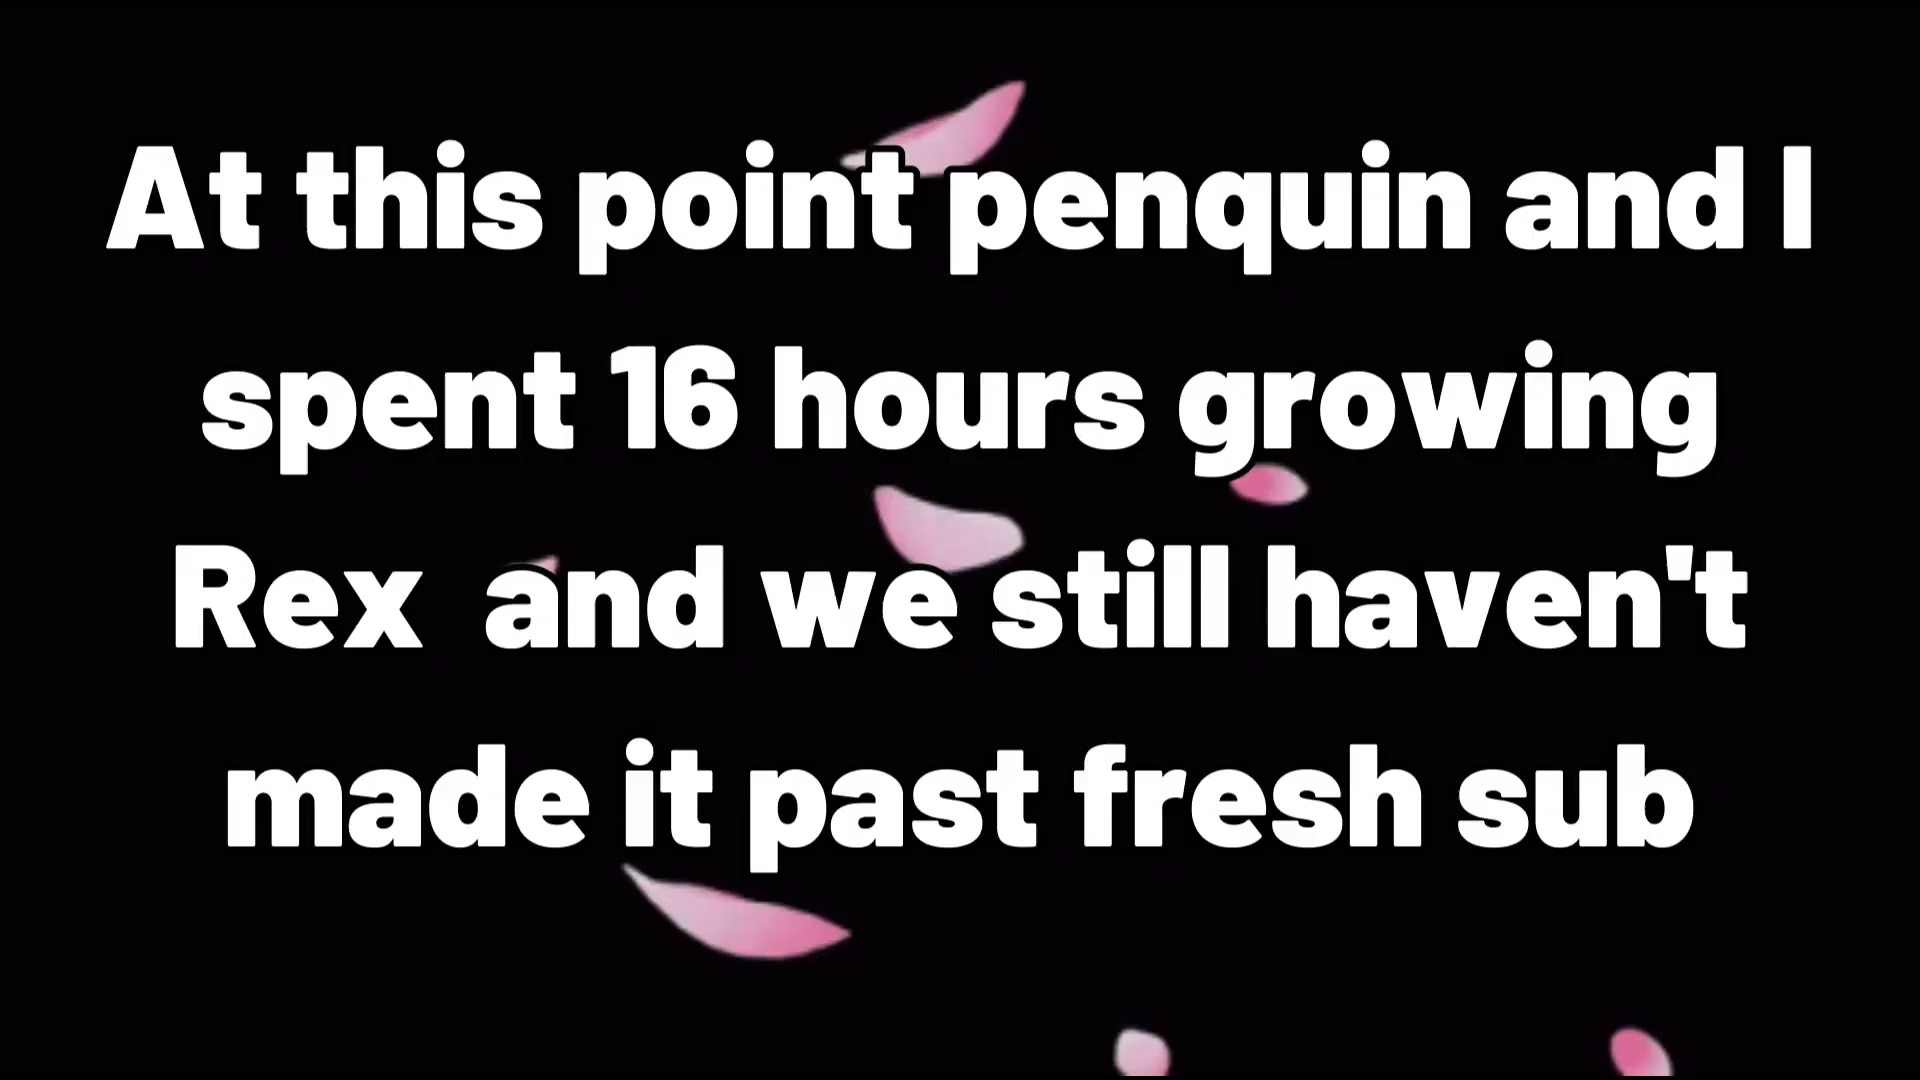 At this point penquin and I
spent 16 hours growing
Rex  and we still haven't
made it past fresh sub